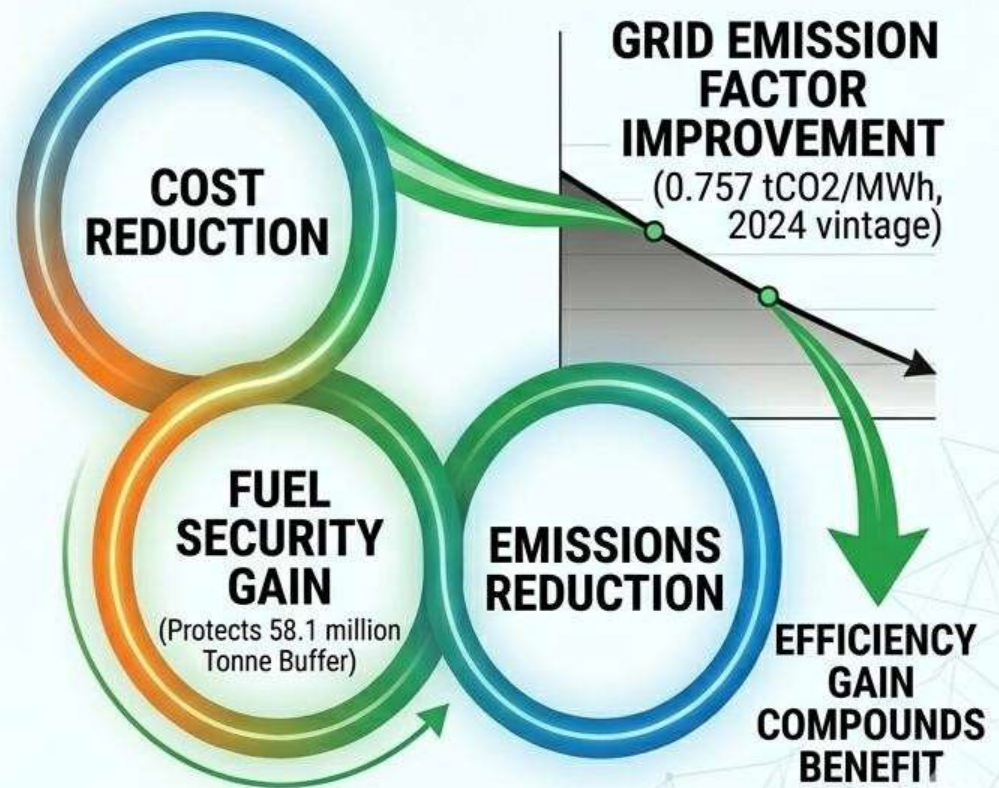 COST
REDUCTION
GRID EMISSION
FACTOR
IMPROVEMENT
(0.757 tCO2/MWh,
2024 vintage)
FUEL
SECURITY
GAIN
(Protects 58.1 million
Tonne Buffer)
EMISSIONS
REDUCTION
EFFICIENCY
GAIN
COMPOUNDS
BENEFIT